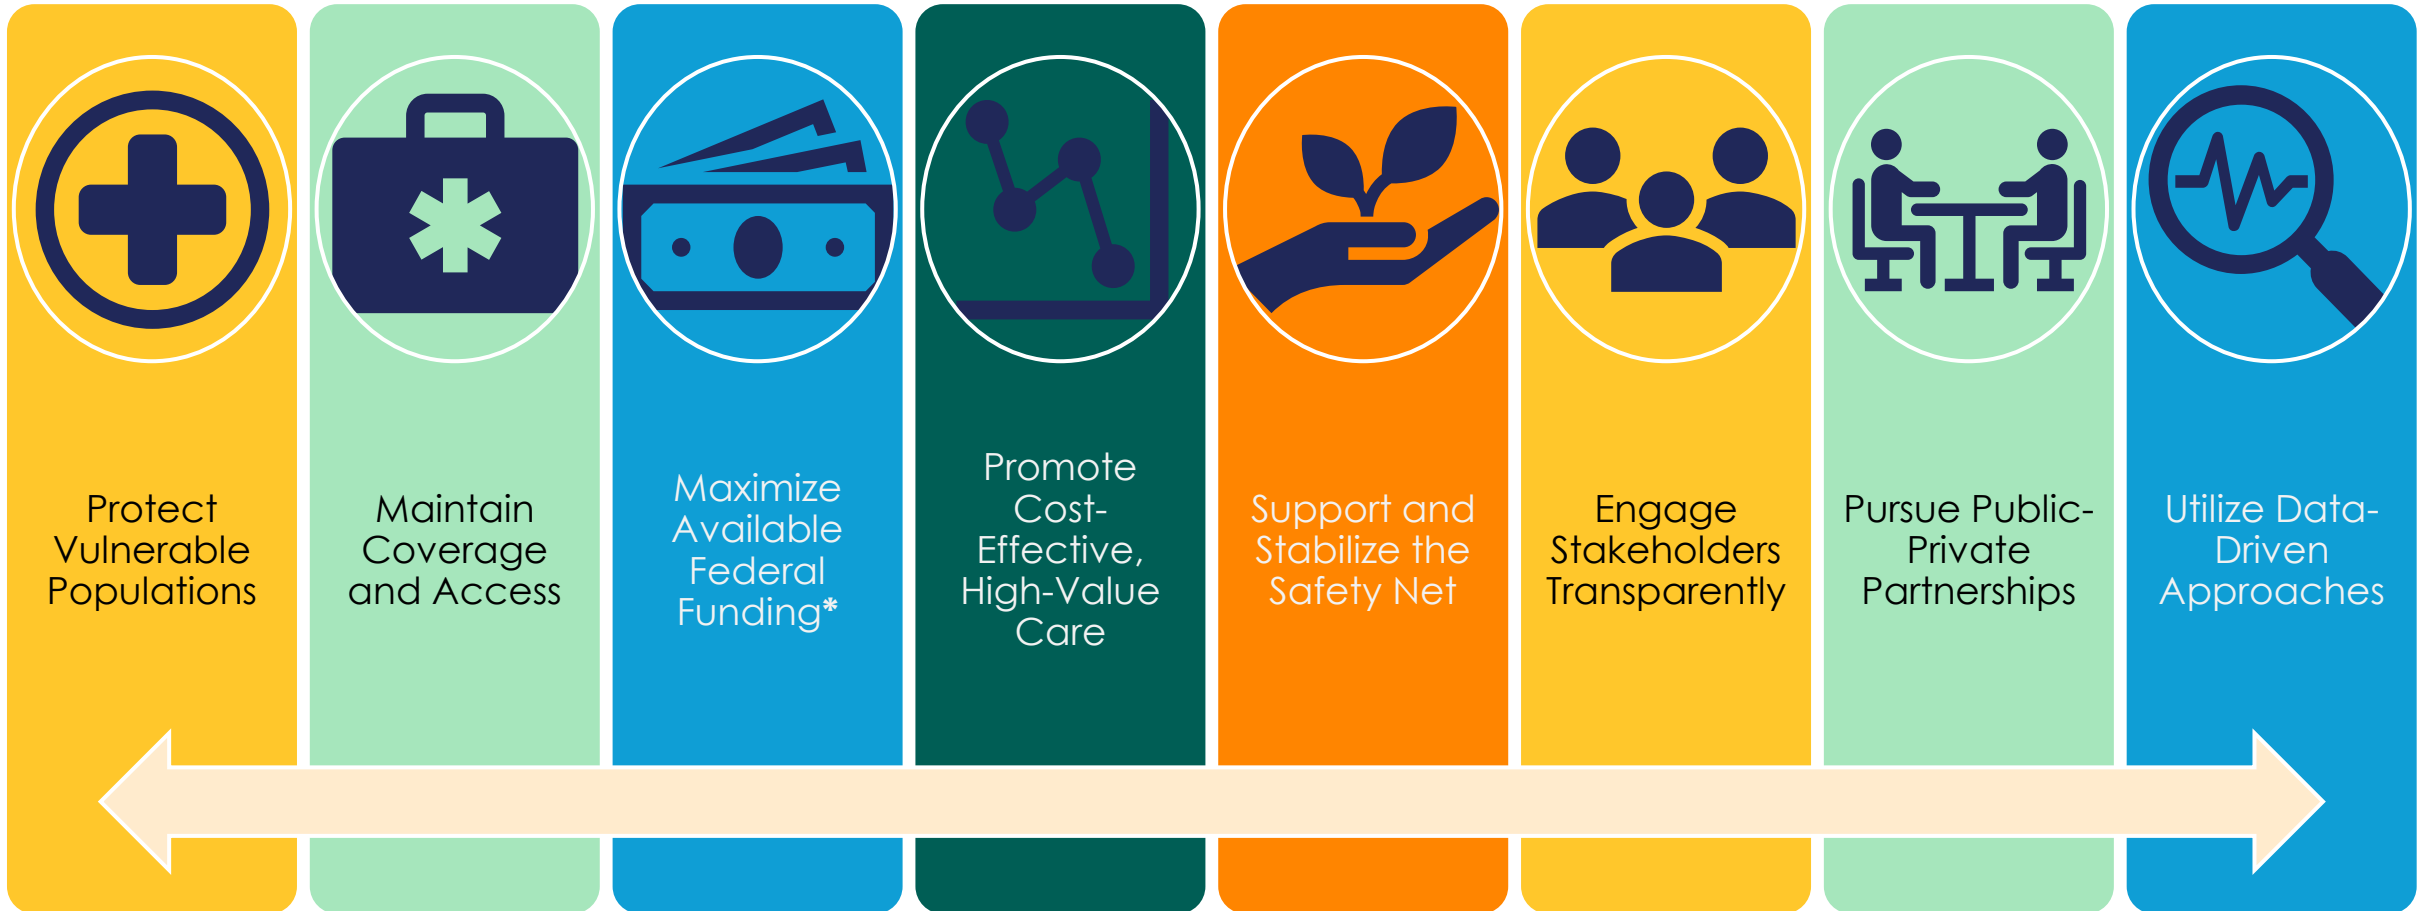 Protect
Vulnerable
Populations
Maintain
Coverage
and Access
Maximize
Available
Federal
Funding*
Promote
Cost-
Effective,
High-Value
Care
Support and
Stabilize the
Safety Net
Engage
Stakeholders
Transparently
Pursue Public-
Private
Partnerships
Utilize Data-
Driven
Approaches